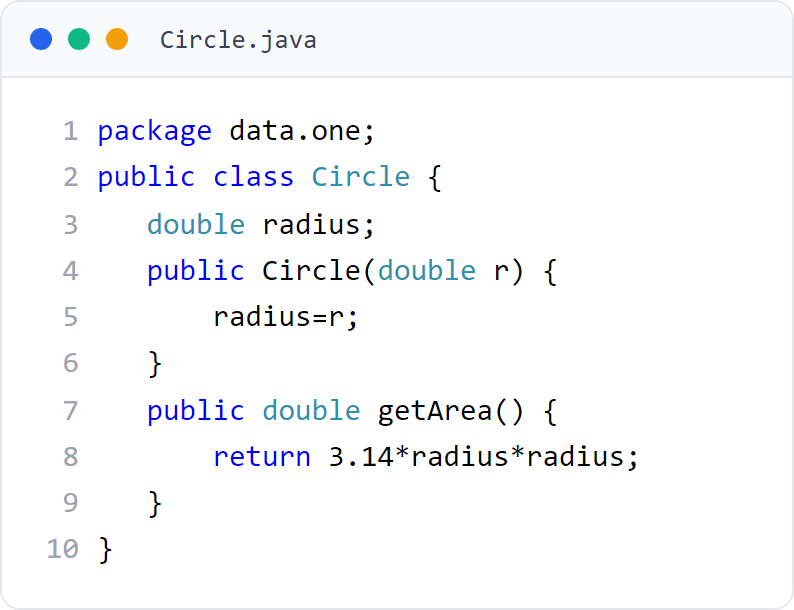 Circle.java
1 package data.one;
2 public class Circle {
3    double radius;
4    public Circle(double r) {
5        radius=r;
6    }
7    public double getArea() {
8        return 3.14*radius*radius;
9    }
10 }